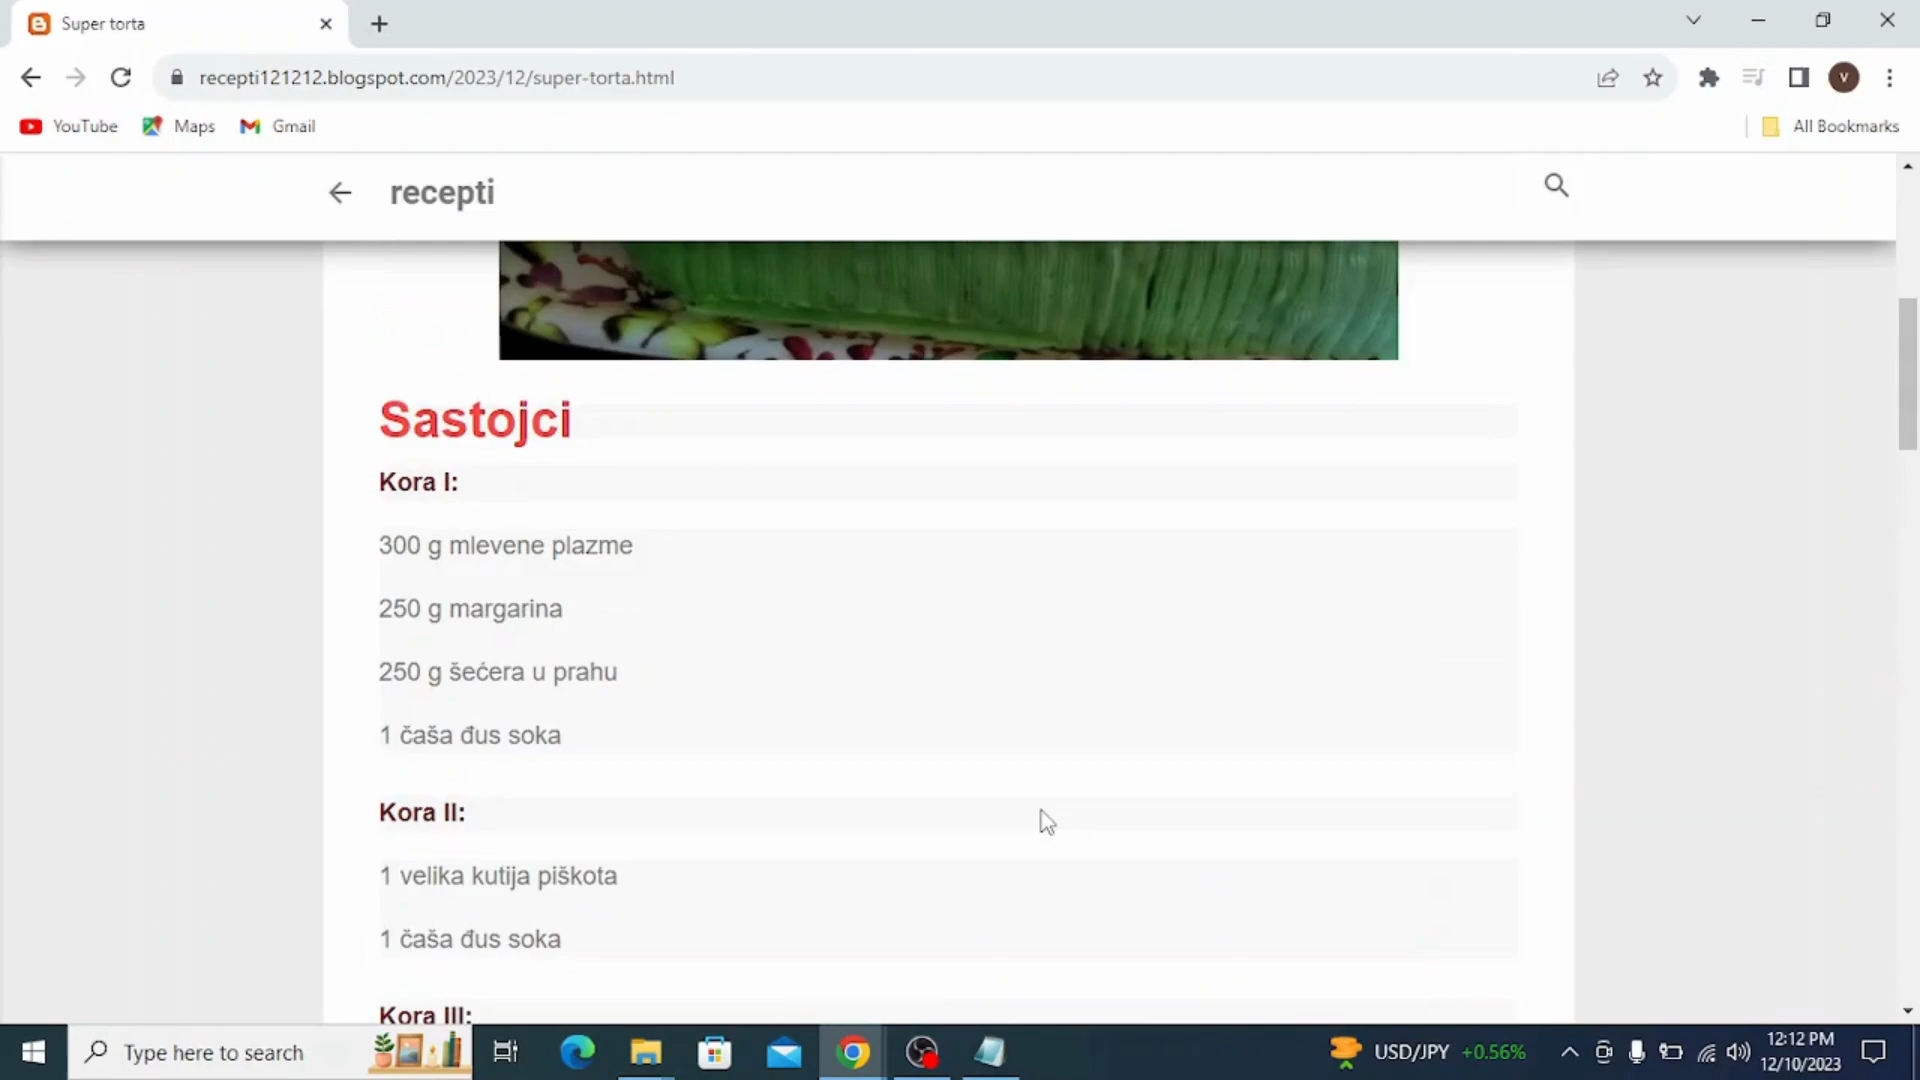 Super torta
recepti121212.blogspot.com/2023/12/super-torta.html
V
YouTube
Maps
Gmail
All Bookmarks
recepti
Sastojci
Kora I:
300 g mlevene plazme
250 g margarina
250 g šećera u prahu
1 čaša đus soka
Kora II:
1 velika kutija piškota
1 čaša đus soka
Kora III:
Type here to search
USD/JPY +0.56%
12:12 PM
12/10/2023